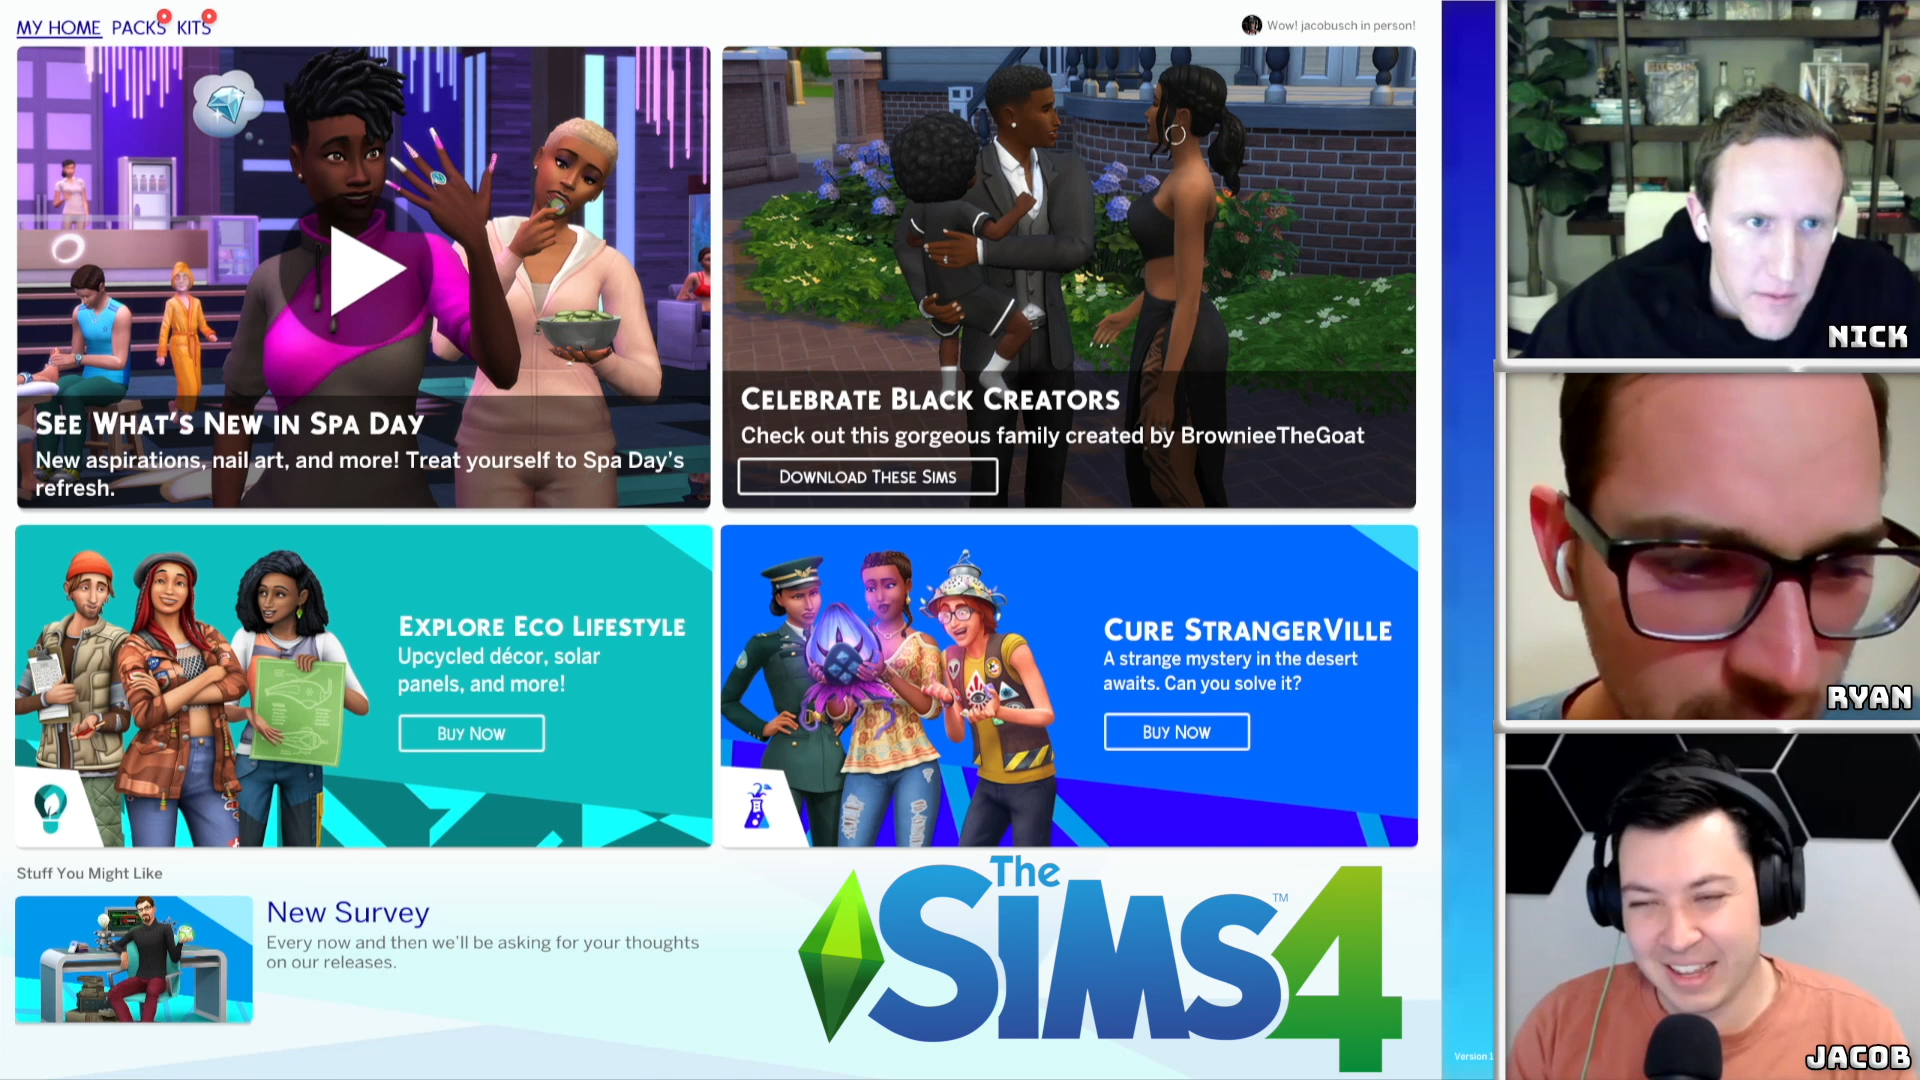 MY HOME PACKS KITS
Wow! jacobusch in person!
SEE WHAT'S NEW IN SPA DAY
New aspirations, nail art, and more! Treat yourself to Spa Day's
refresh.
CELEBRATE BLACK CREATORS
Check out this gorgeous family created by BrownieeTheGoat
DOWNLOAD THESE SIMS
EXPLORE ECO LIFESTYLE
Upcycled décor, solar
panels, and more!
BUY NOW
CURE STRANGERVILLE
A strange mystery in the desert
awaits. Can you solve it?
BUY NOW
Stuff You Might Like
New Survey
Every now and then we'll be asking for your thoughts
on our releases.
The
SIMS™ 4
Version 1
NICK
RYAN
JACOB